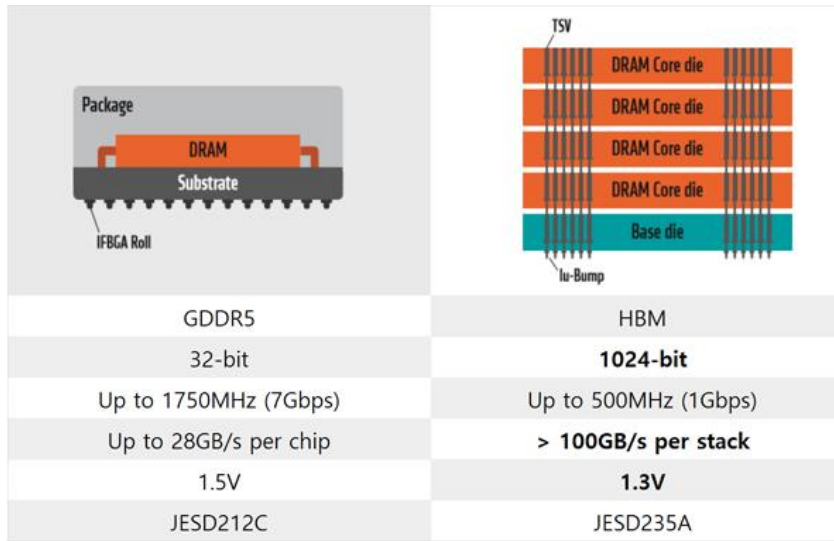 Package
DRAM
Substrate
IFBGA Roll
TSV
DRAM Core die
DRAM Core die
DRAM Core die
DRAM Core die
Base die
Iu-Bump
GDDR5 HBM
32-bit 1024-bit
Up to 1750MHz (7Gbps) Up to 500MHz (1Gbps)
Up to 28GB/s per chip > 100GB/s per stack
1.5V 1.3V
JESD212C JESD235A